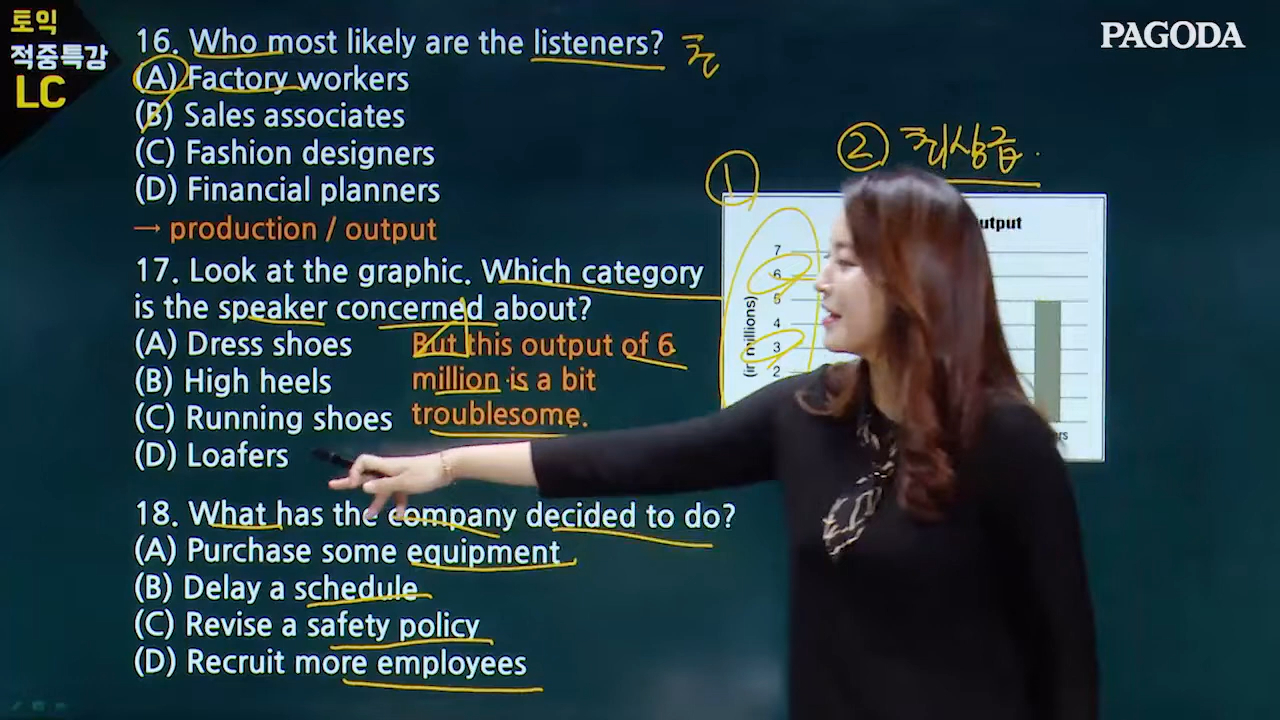 토익
적중특강
LC
PAGODA
16. Who most likely are the listeners?
(A) Factory workers
(B) Sales associates
(C) Fashion designers
(D) Financial planners
→ production / output
17. Look at the graphic. Which category
is the speaker concerned about?
(A) Dress shoes
(B) High heels
(C) Running shoes
(D) Loafers
But this output of 6
million is a bit
troublesome.
18. What has the company decided to do?
(A) Purchase some equipment
(B) Delay a schedule
(C) Revise a safety policy
(D) Recruit more employees
①
② 최상급.
7
6
5
4
3
2